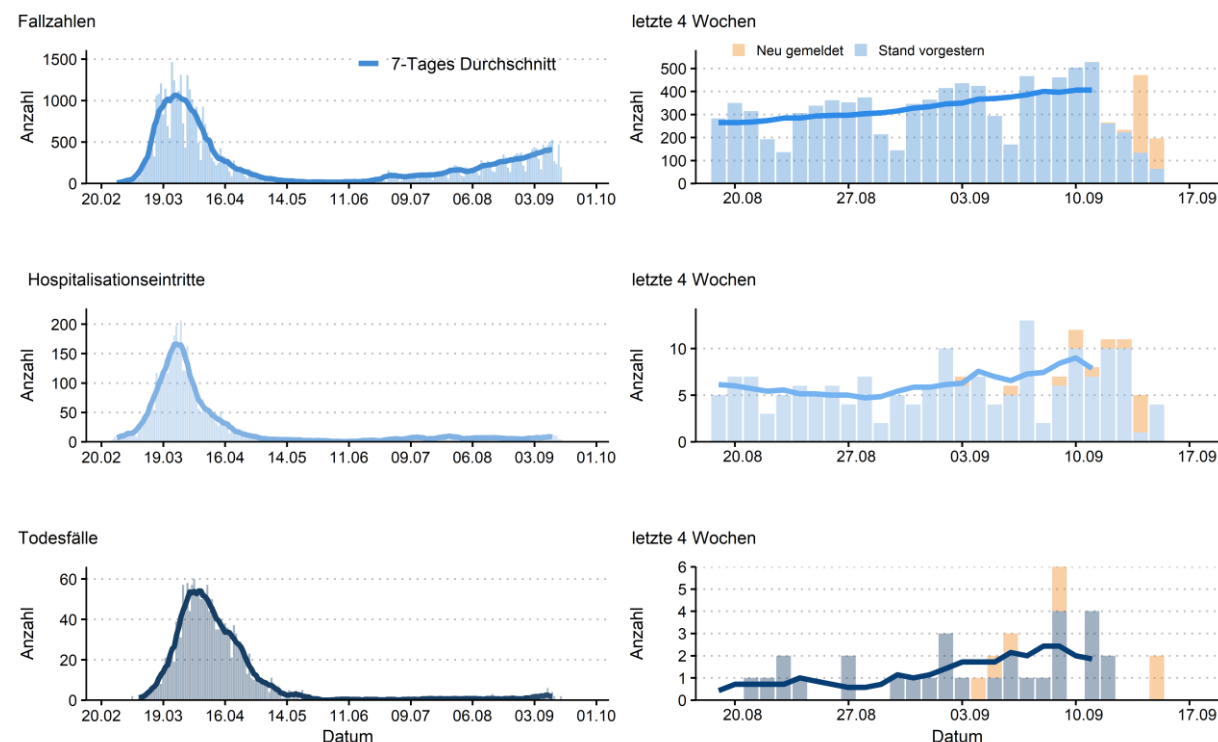 Fallzahlen
Anzahl
1500
1000
500
0
7-Tages Durchschnitt
20.02 19.03 16.04 14.05 11.06 09.07 06.08 03.09 01.10
letzte 4 Wochen
Neu gemeldet Stand vorgestern
Anzahl
500
400
300
200
100
0
20.08 27.08 03.09 10.09 17.09
Hospitalisationseintritte
Anzahl
200
150
100
50
0
20.02 19.03 16.04 14.05 11.06 09.07 06.08 03.09 01.10
letzte 4 Wochen
Anzahl
10
5
0
20.08 27.08 03.09 10.09 17.09
Todesfälle
Anzahl
60
40
20
0
20.02 19.03 16.04 14.05 11.06 09.07 06.08 03.09 01.10
Datum
letzte 4 Wochen
Anzahl
6
5
4
3
2
1
0
20.08 27.08 03.09 10.09 17.09
Datum